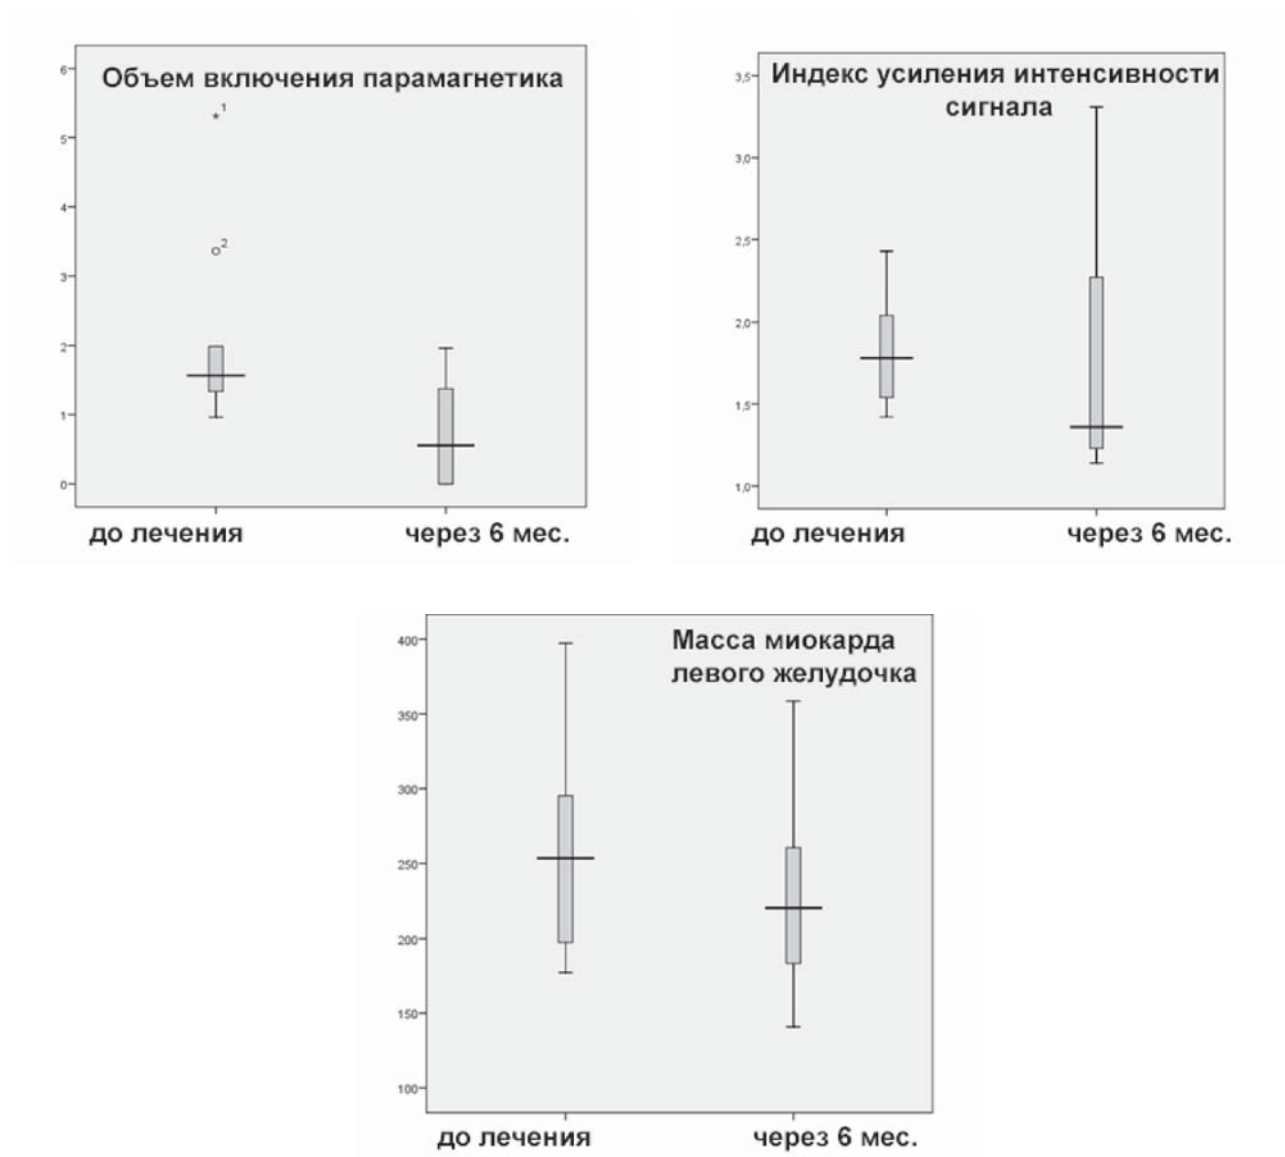 Объем включения парамагнетика
6
5
4
3
2
1
0
*1
2
до лечения
через 6 мес.
Индекс усиления интенсивности
сигнала
3,5
3,0
2,5
2,0
1,5
1,0
до лечения
через 6 мес.
Масса миокарда
левого желудочка
400
350
300
250
200
150
100
до лечения
через 6 мес.